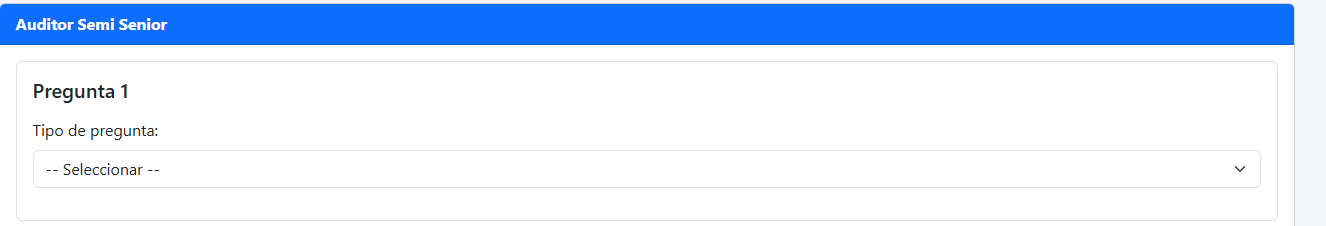 Auditor Semi Senior
Pregunta 1
Tipo de pregunta:
-- Seleccionar --